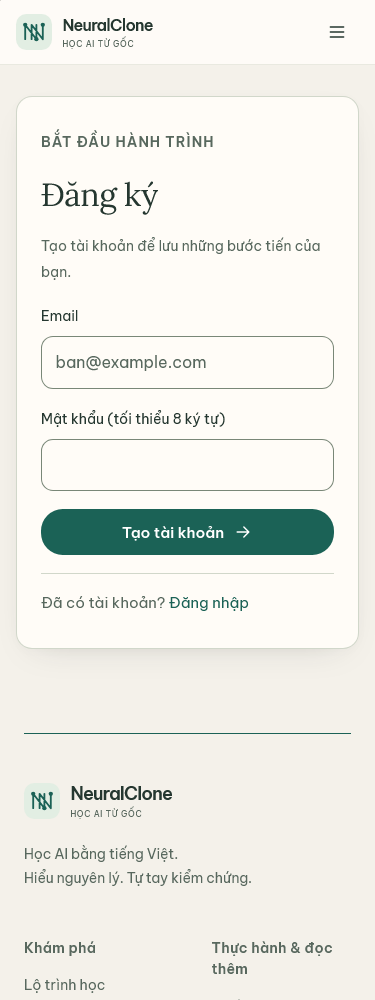 NeuralClone
HỌC AI TỪ GỐC
BẮT ĐẦU HÀNH TRÌNH
Đăng ký
Tạo tài khoản để lưu những bước tiến của
bạn.
Email
ban@example.com
Mật khẩu (tối thiểu 8 ký tự)
Tạo tài khoản →
Đã có tài khoản? Đăng nhập
NeuralClone
HỌC AI TỪ GỐC
Học AI bằng tiếng Việt.
Hiểu nguyên lý. Tự tay kiểm chứng.
Khám phá
Lộ trình học
Thực hành & đọc
thêm